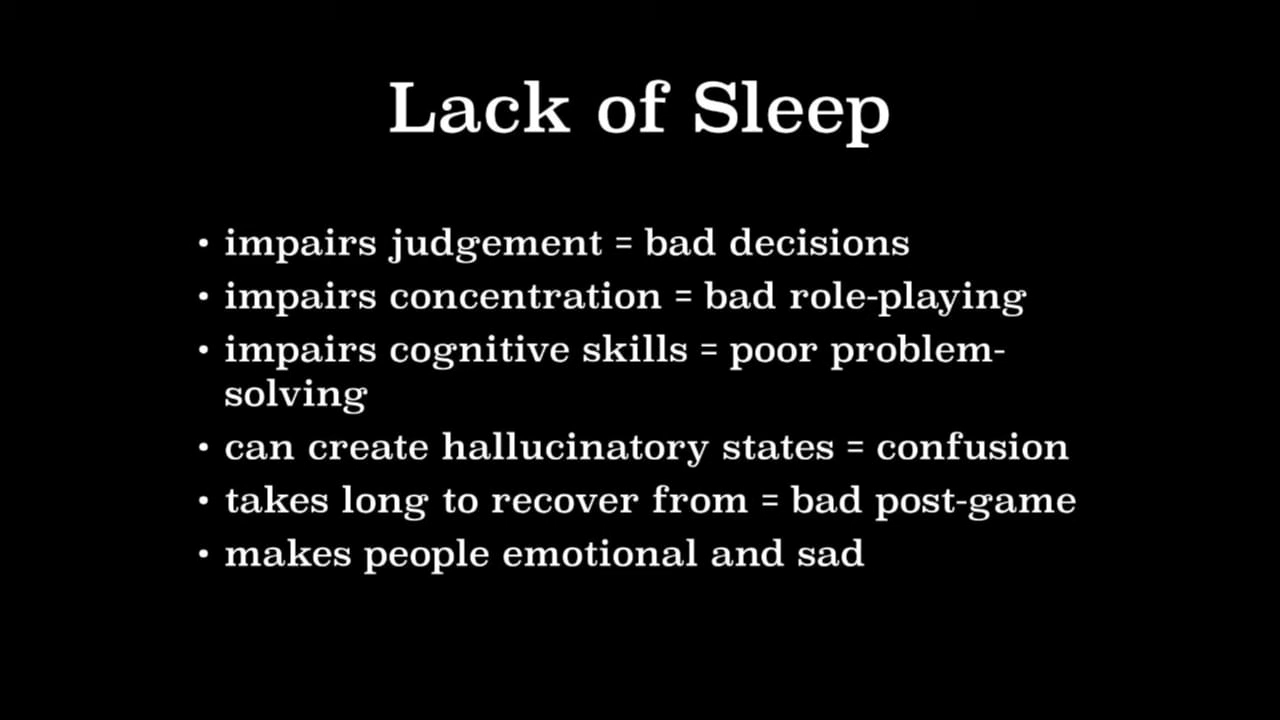 Lack of Sleep
• impairs judgement = bad decisions
• impairs concentration = bad role-playing
• impairs cognitive skills = poor problem-
solving
• can create hallucinatory states = confusion
• takes long to recover from = bad post-game
• makes people emotional and sad